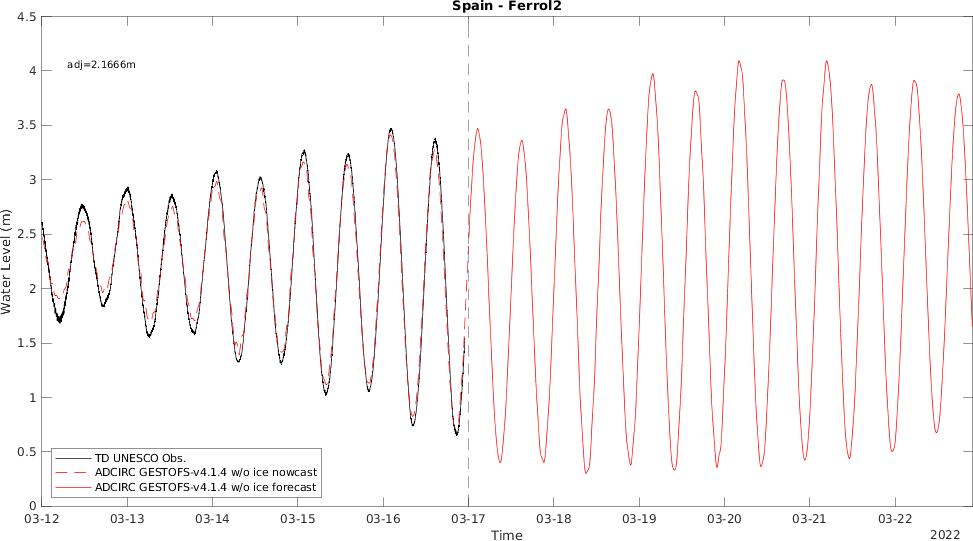 Spain - Ferrol2
4.5
4
3.5
3
2.5
2
1.5
1
0.5
0
Water Level (m)
adj=2.1666m
TD UNESCO Obs.
ADCIRC GESTOFS-v4.1.4 w/o ice nowcast
ADCIRC GESTOFS-v4.1.4 w/o ice forecast
03-12 03-13 03-14 03-15 03-16 03-17 03-18 03-19 03-20 03-21 03-22
Time
2022